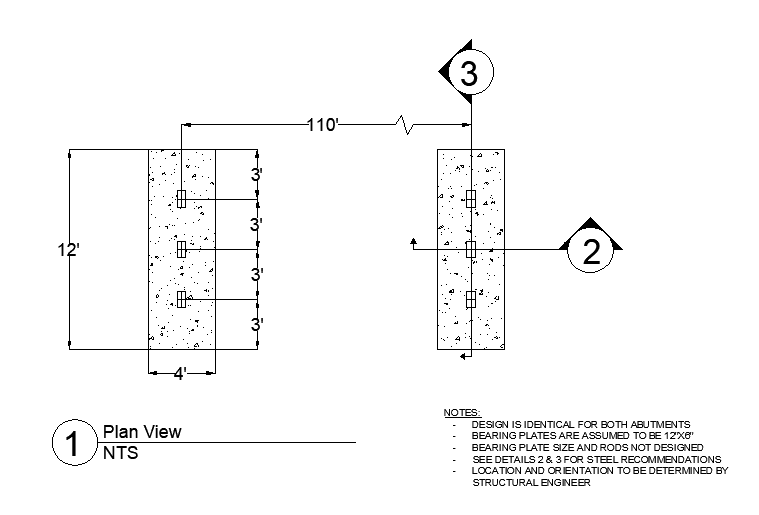 3
110'
3'
3'
12'
2
3'
3'
4'
1
Plan View
NTS
NOTES:
- DESIGN IS IDENTICAL FOR BOTH ABUTMENTS
- BEARING PLATES ARE ASSUMED TO BE 12"X6"
- BEARING PLATE SIZE AND RODS NOT DESIGNED
- SEE DETAILS 2 & 3 FOR STEEL RECOMMENDATIONS
- LOCATION AND ORIENTATION TO BE DETERMINED BY
STRUCTURAL ENGINEER